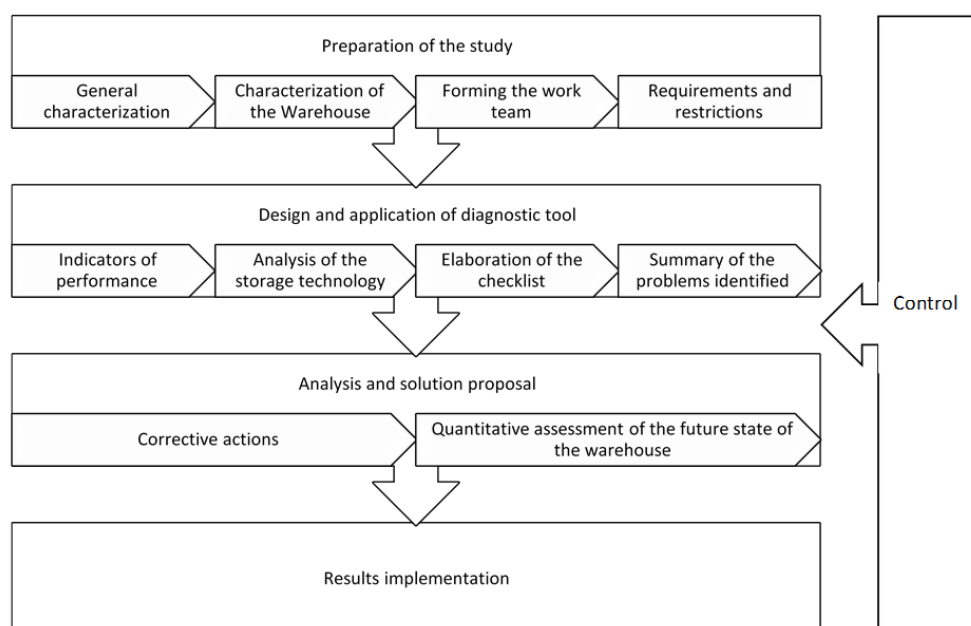 Preparation of the study
General
characterization
Characterization of
the Warehouse
Forming the work
team
Requirements and
restrictions
Design and application of diagnostic tool
Indicators of
performance
Analysis of the
storage technology
Elaboration of the
checklist
Summary of the
problems identified
Control
Analysis and solution proposal
Corrective actions
Quantitative assessment of the future state of
the warehouse
Results implementation